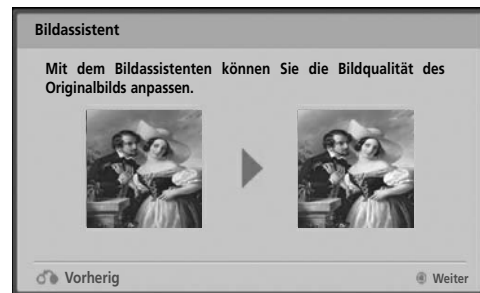 Bildassistent
Mit dem Bildassistenten können Sie die Bildqualität des
Originalbilds anpassen.
Vorherig
Weiter